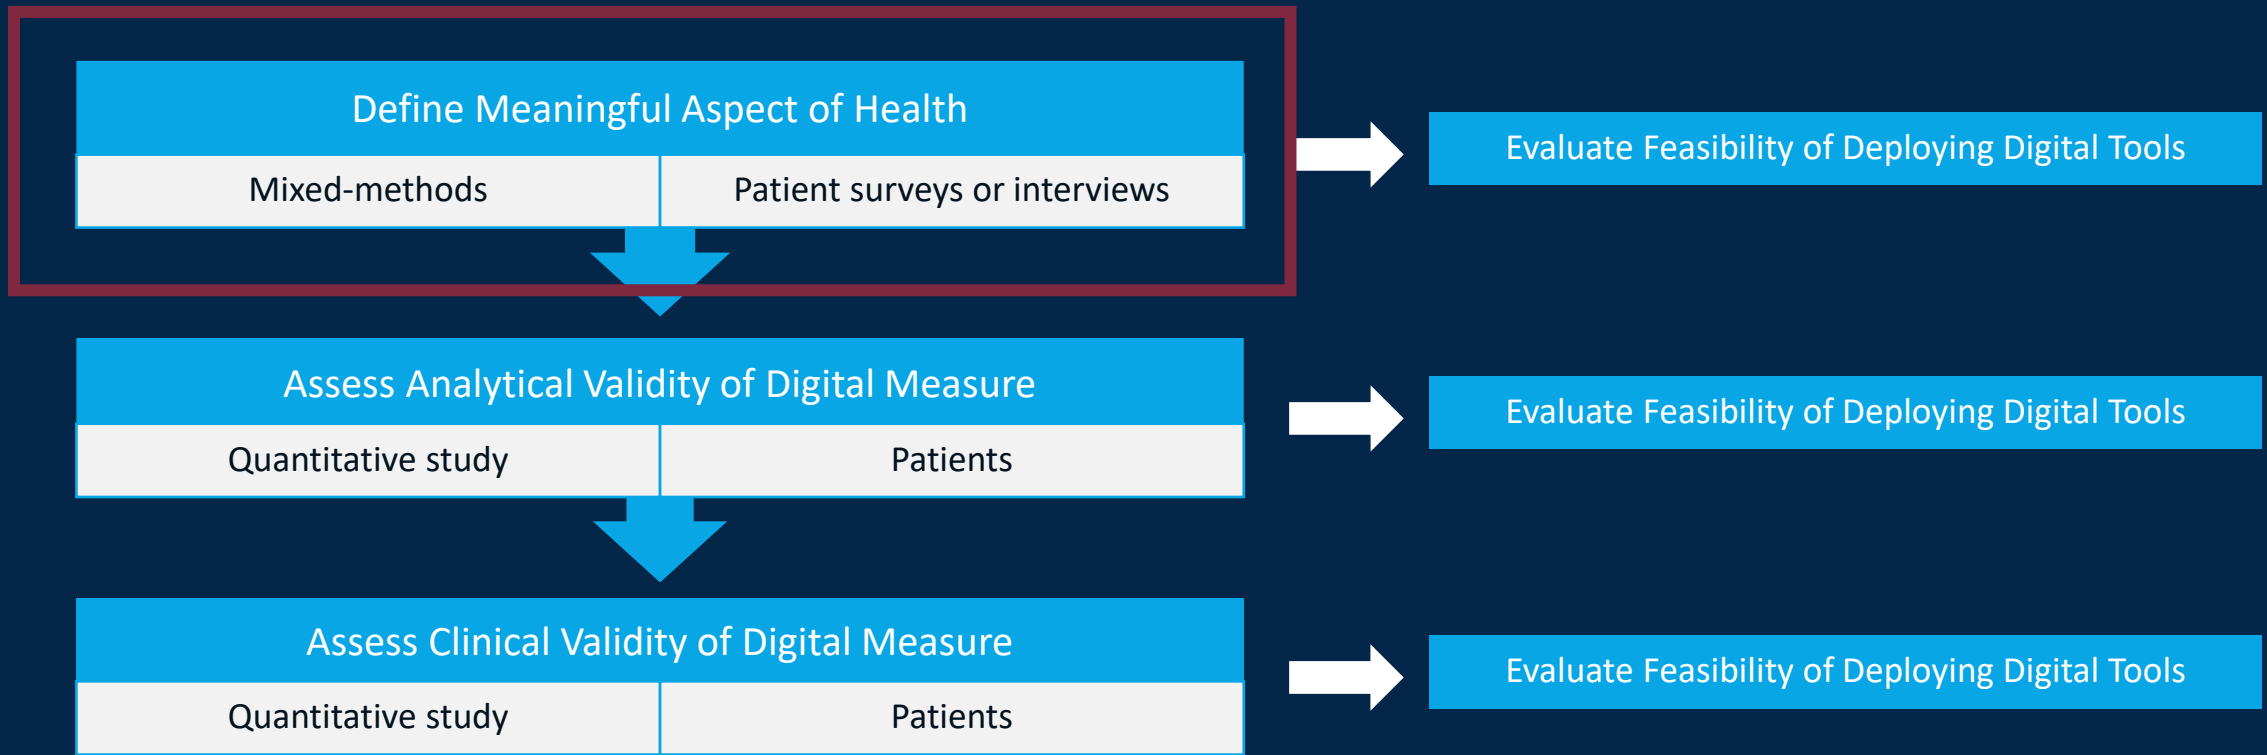 Define Meaningful Aspect of Health
Mixed-methods
Patient surveys or interviews
Evaluate Feasibility of Deploying Digital Tools
Assess Analytical Validity of Digital Measure
Quantitative study
Patients
Evaluate Feasibility of Deploying Digital Tools
Assess Clinical Validity of Digital Measure
Quantitative study
Patients
Evaluate Feasibility of Deploying Digital Tools